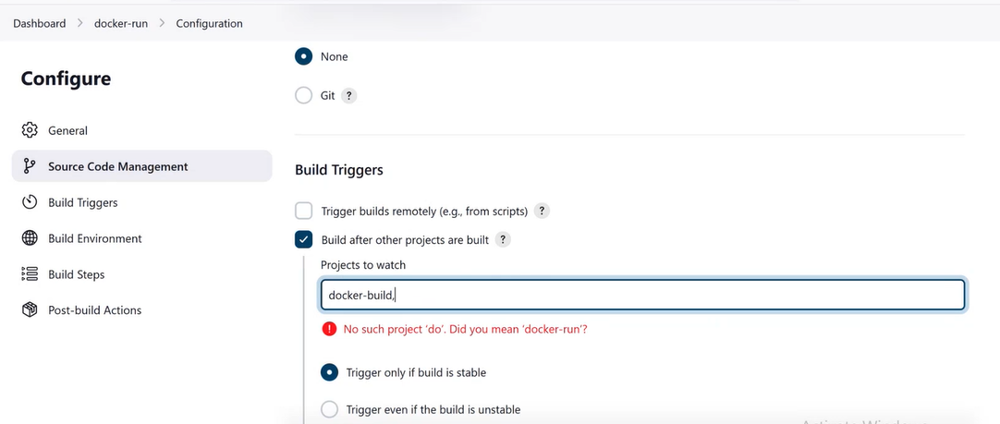 Dashboard > docker-run > Configuration
Configure
General
Source Code Management
Build Triggers
Build Environment
Build Steps
Post-build Actions
None
Git ?
Build Triggers
Trigger builds remotely (e.g., from scripts) ?
Build after other projects are built ?
Projects to watch
docker-build,
No such project ‘do’. Did you mean ‘docker-run’?
Trigger only if build is stable
Trigger even if the build is unstable
Activate Windows